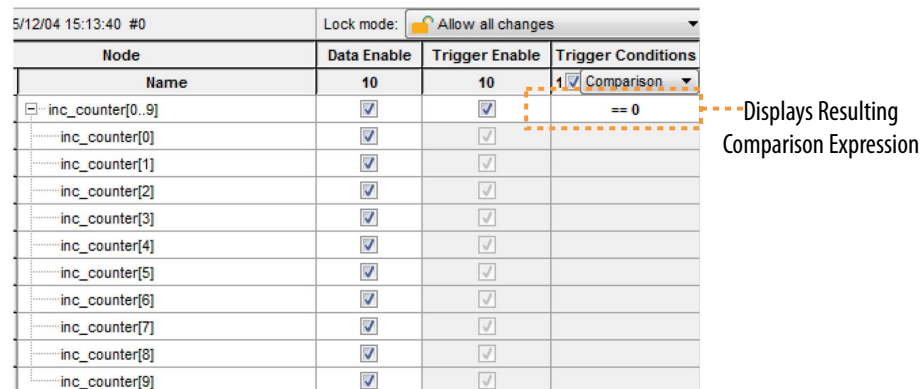 5/12/04 15:13:40 #0 Lock mode: Allow all changes
Node Data Enable Trigger Enable Trigger Conditions
Name 10 10 1 Comparison
inc_counter[0..9] == 0
Displays Resulting
Comparison Expression
inc_counter[0]
inc_counter[1]
inc_counter[2]
inc_counter[3]
inc_counter[4]
inc_counter[5]
inc_counter[6]
inc_counter[7]
inc_counter[8]
inc_counter[9]